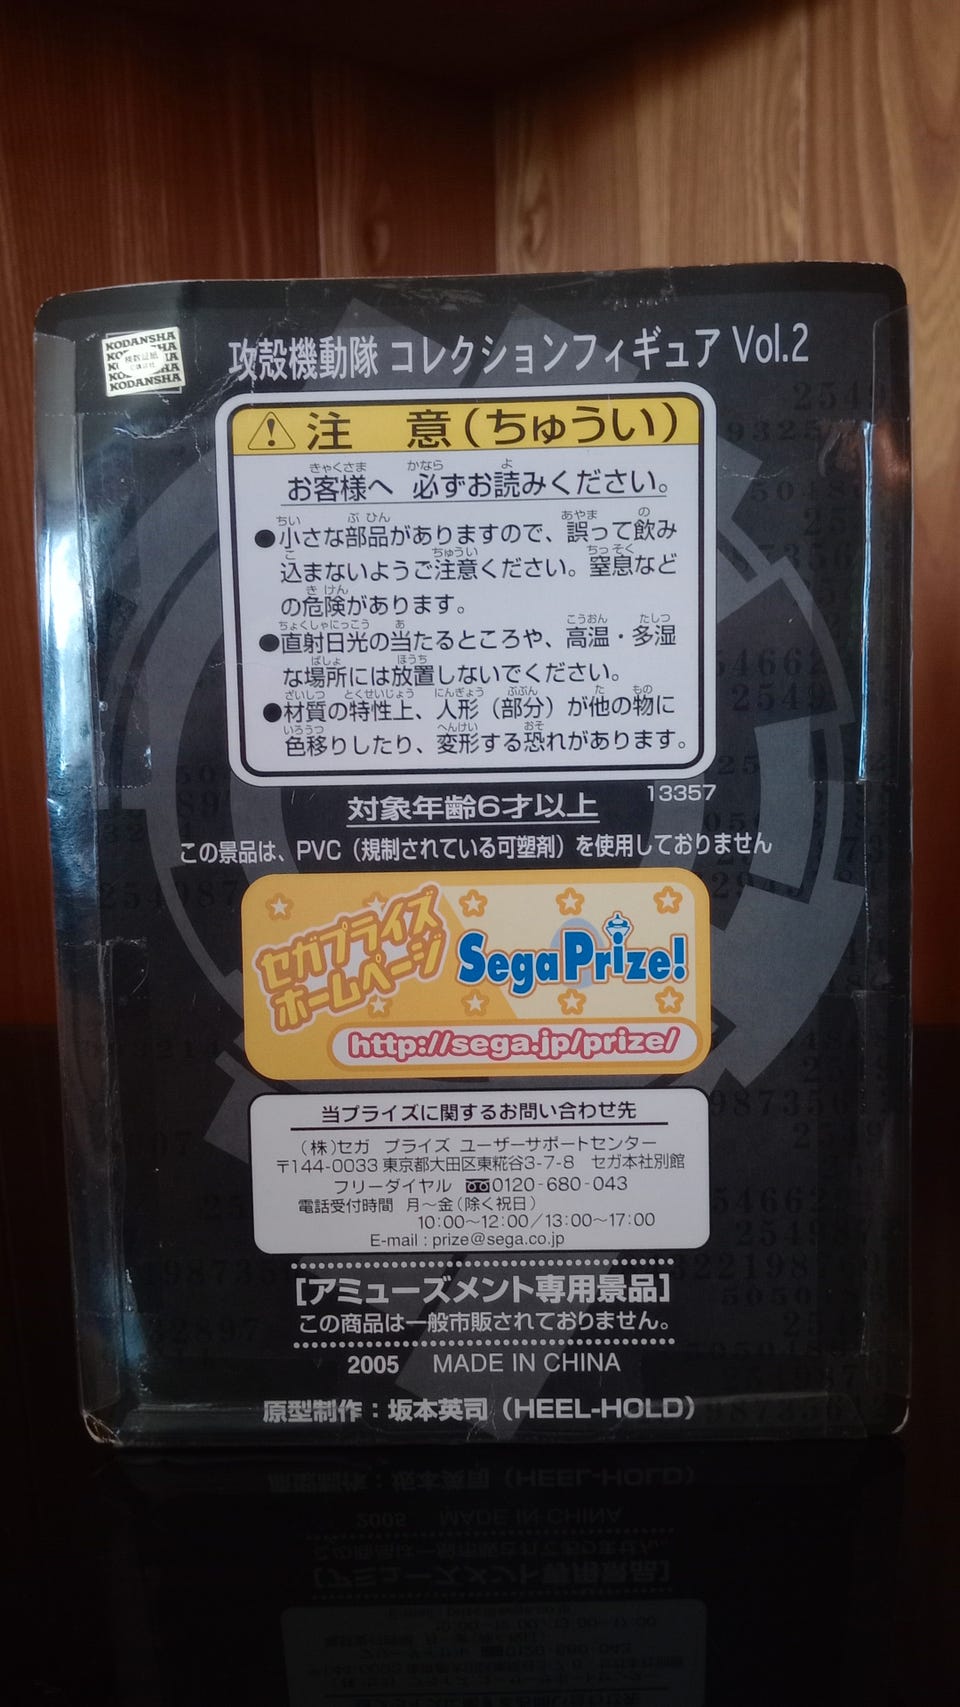 KODANSHA
KODANSHA
攻殻機動隊 コレクションフィギュア Vol.2
注 意(ちゅうい)
お客様へ 必ずお読みください。
●小さな部品がありますので、誤って飲み
込まないようご注意ください。窒息など
の危険があります。
●直射日光の当たるところや、高温・多湿
な場所には放置しないでください。
●材質の特性上、人形（部分）が他の物に
色移りしたり、変形する恐れがあります。
13357
対象年齢6才以上
この景品は、PVC（規制されている可塑剤）を使用しておりません
セガプライズ
ホームページ
SegaPrize!
http://sega.jp/prize/
当プライズに関するお問い合わせ先
（株）セガ プライズ ユーザーサポートセンター
〒144-0033 東京都大田区東糀谷3-7-8 セガ本社別館
フリーダイヤル 0120-680-043
電話受付時間 月～金（除く祝日）
10:00～12:00／13:00～17:00
E-mail : prize@sega.co.jp
［アミューズメント専用景品］
この商品は一般市販されておりません。
2005 MADE IN CHINA
原型制作：坂本英司（HEEL-HOLD）